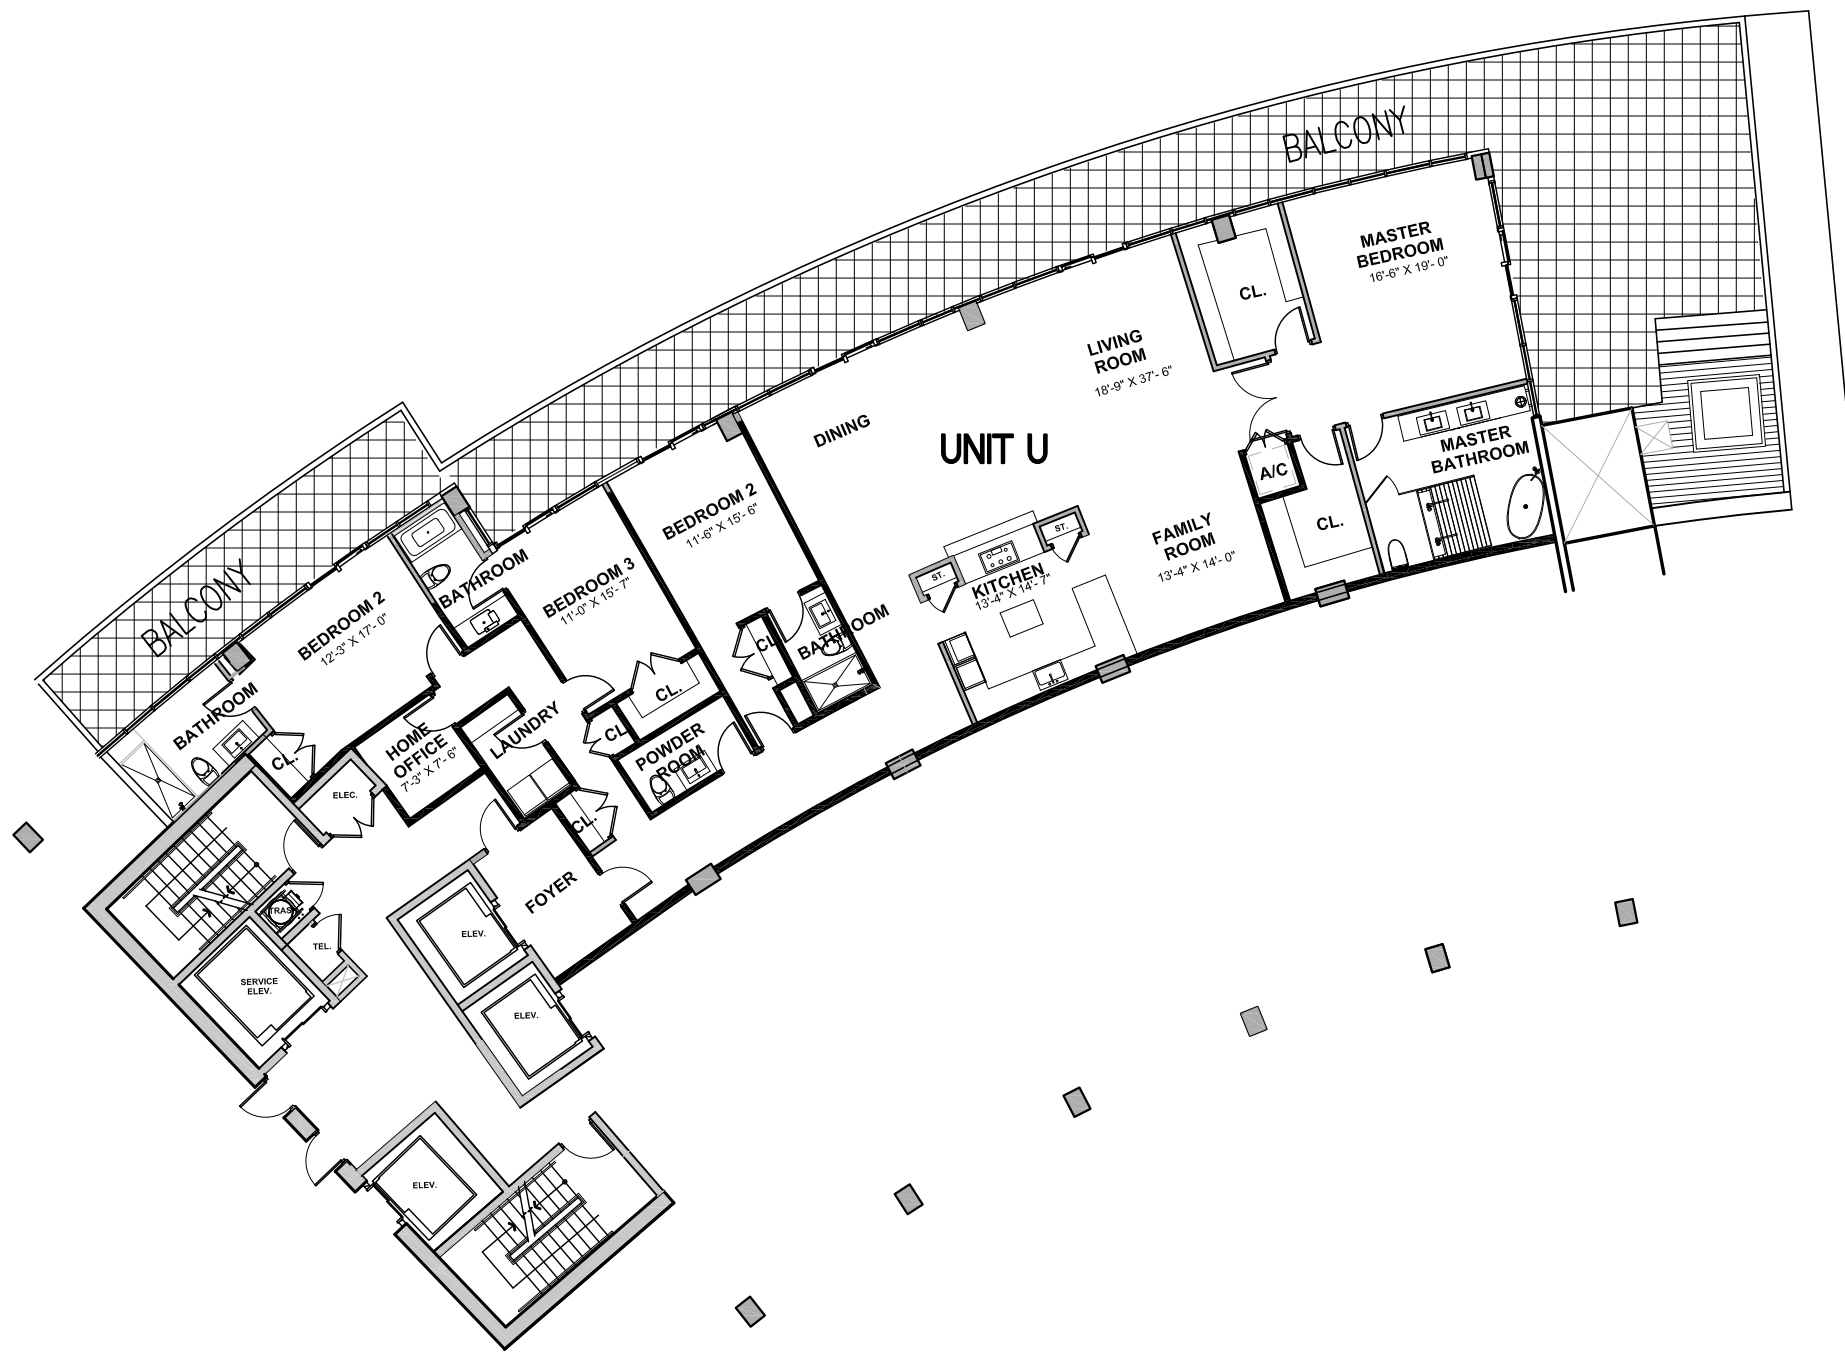 BALCONY
MASTER
BEDROOM
16'-6" X 19'- 0"
CL.
LIVING
ROOM
18'-9" X 37'- 6"
DINING
UNIT U
A/C
MASTER
BATHROOM
CL.
FAMILY
ROOM
13'-4" X 14'- 0"
ST.
ST.
KITCHEN
13'-4" X 14'- 7"
BEDROOM 2
11'-6" X 15'- 6"
CL.
BATHROOM
BEDROOM 3
11'-0" X 15'- 7"
CL.
BATHROOM
BALCONY
BEDROOM 2
12'-3" X 17'- 0"
BATHROOM
CL.
HOME
OFFICE
7'-3" X 7'- 6"
LAUNDRY
CL.
POWDER
ROOM
ELEC.
CL.
FOYER
TRASH
TEL.
ELEV.
SERVICE
ELEV.
ELEV.
ELEV.